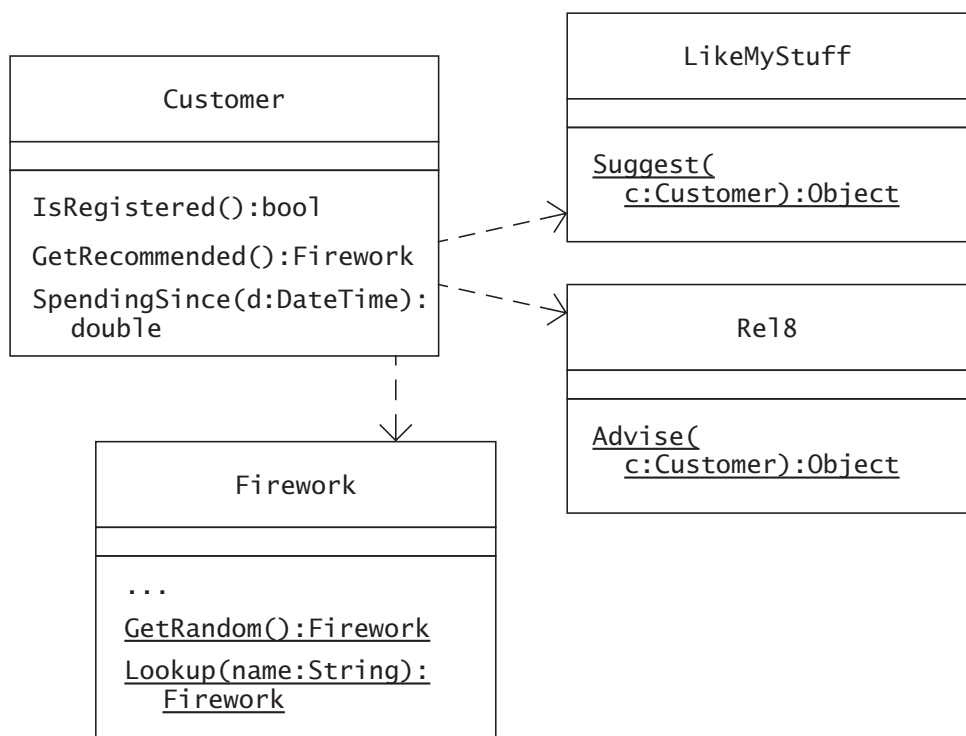 Customer
IsRegistered():bool
GetRecommended():Firework
SpendingSince(d:DateTime):
double
LikeMyStuff
Suggest(
c:Customer):Object
Rel8
Advise(
c:Customer):Object
Firework
...
GetRandom():Firework
Lookup(name:String):
Firework